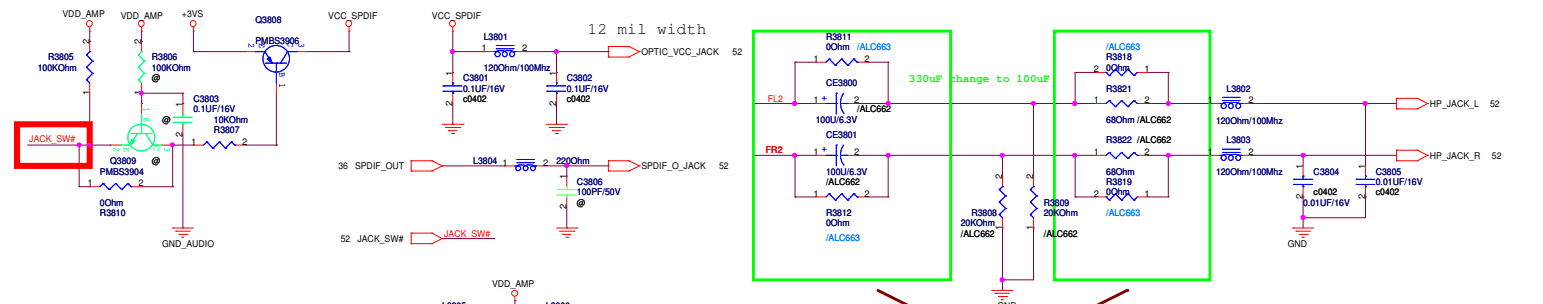 VDD_AMP
VDD_AMP
+3VS
Q3808
PMBS3906
VCC_SPDIF
R3805
100KOhm
R3806
100KOhm
@
C3803
0.1UF/16V
@
10KOhm
R3807
JACK_SW#
Q3809
PMBS3904
@
0Ohm
R3810
GND_AUDIO
VCC_SPDIF
12 mil width
L3801
120Ohm/100Mhz
OPTIC_VCC_JACK 52
C3801
0.1UF/16V
c0402
C3802
0.1UF/16V
c0402
36 SPDIF_OUT
L3804
220Ohm
SPDIF_O_JACK 52
C3806
100PF/50V
@
52 JACK_SW#
JACK_SW#
VDD_AMP
R3811
0Ohm /ALC663
FL2
CE3800
100U/6.3V
/ALC662
330uF change to 100uF
FR2
CE3801
100U/6.3V
/ALC662
R3812
0Ohm
/ALC663
R3808
20KOhm
/ALC662
R3809
20KOhm
/ALC662
/ALC663
R3818
0Ohm
R3821
68Ohm /ALC662
R3822 /ALC662
68Ohm
R3819
0Ohm
/ALC663
L3802
120Ohm/100Mhz
L3803
120Ohm/100Mhz
HP_JACK_L 52
HP_JACK_R 52
C3804
c0402
0.01UF/16V
C3805
0.01UF/16V
c0402
GND